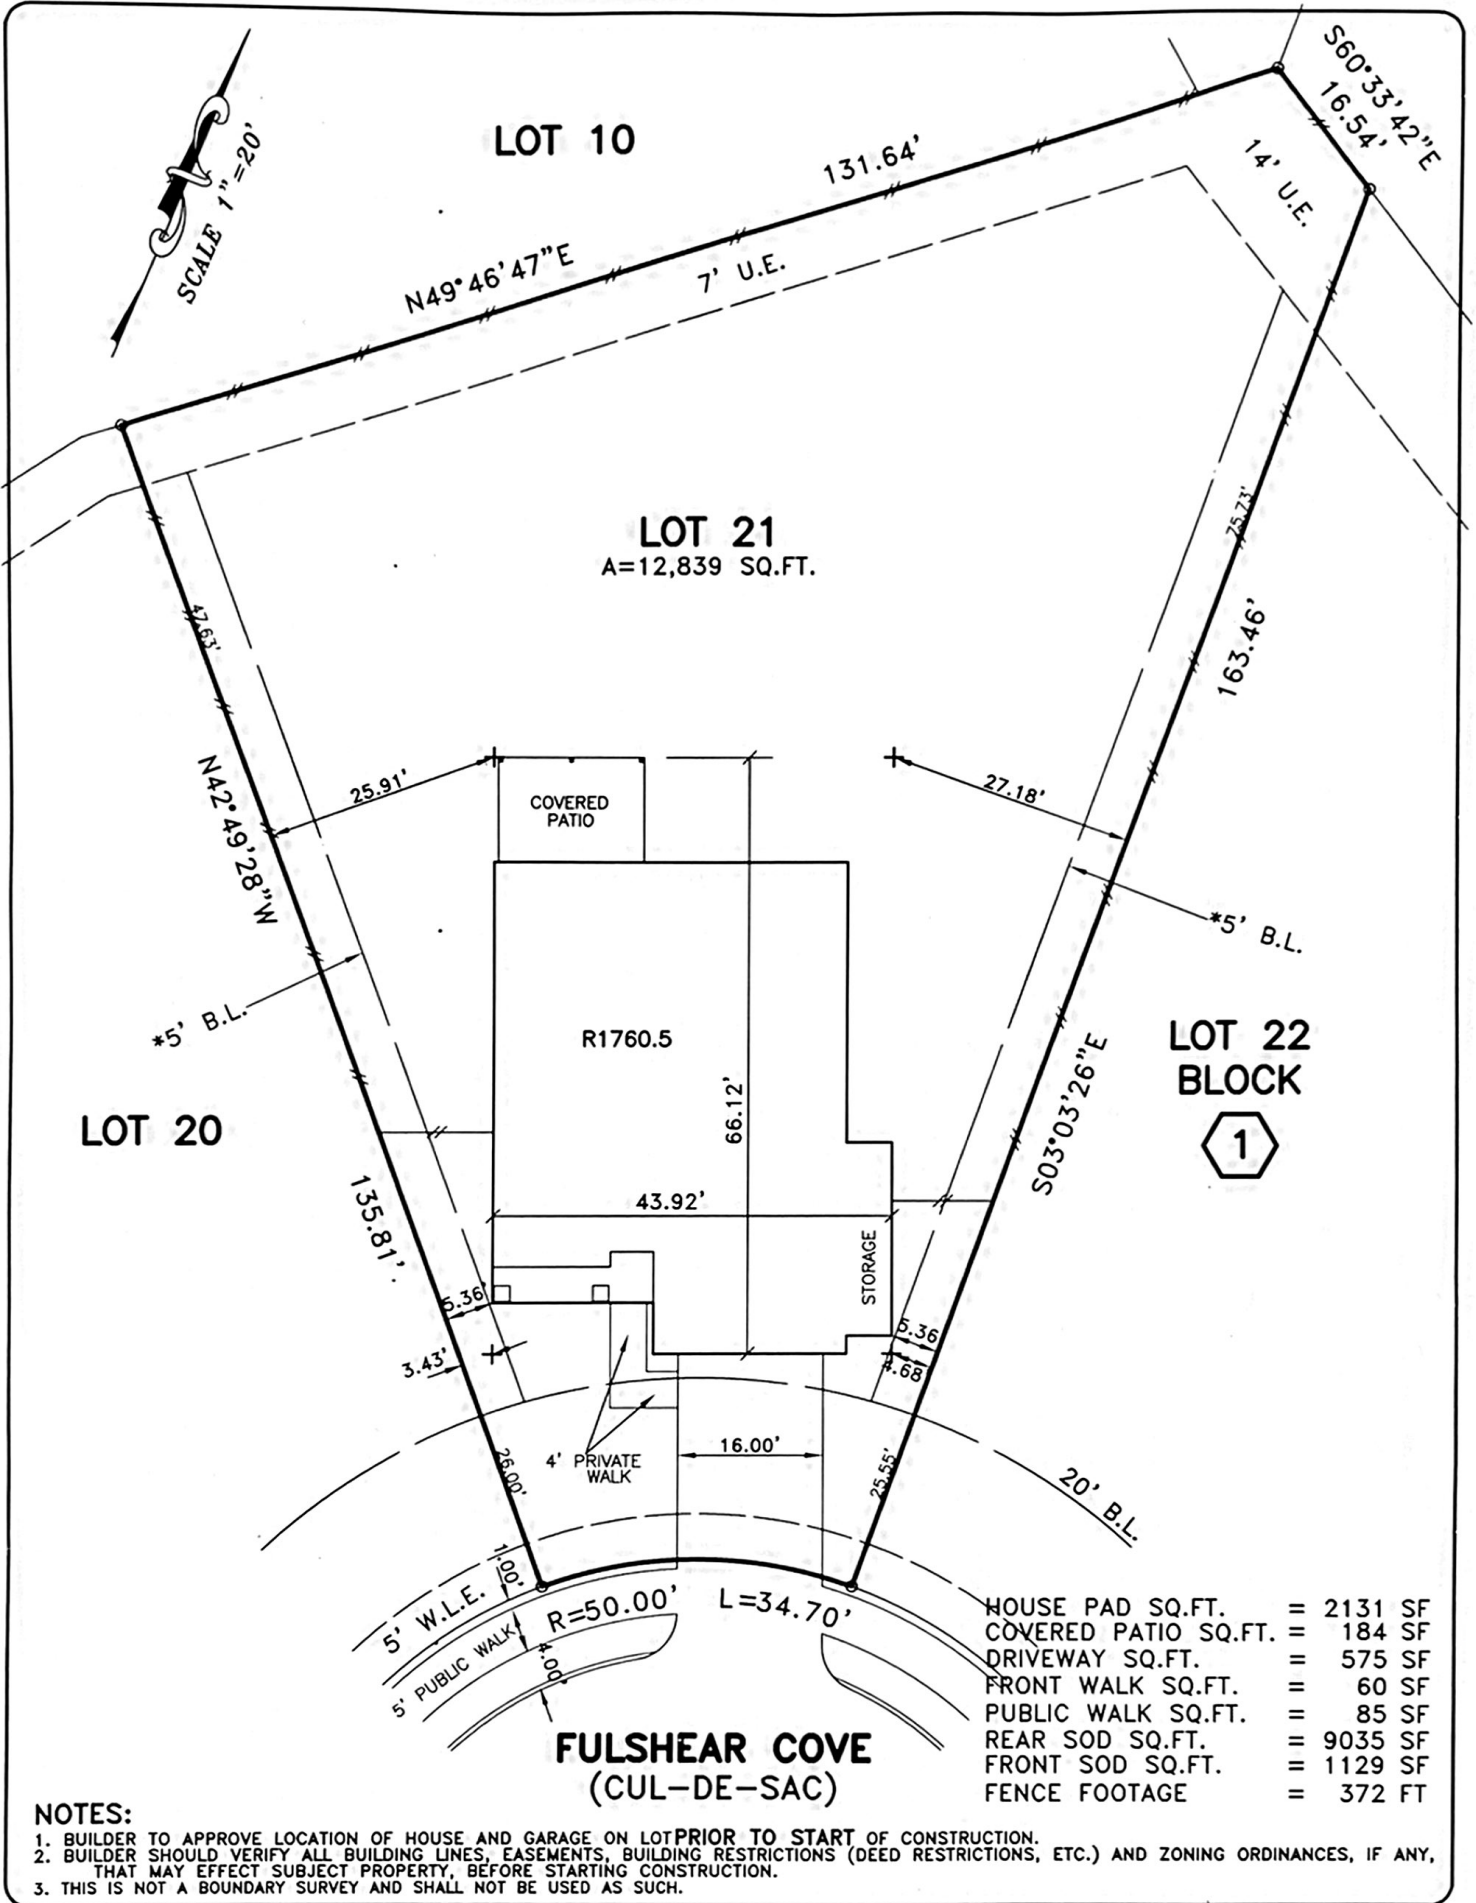 S60°33'42"E
16.54'
LOT 10
131.64'
14' U.E.
SCALE 1"=20'
N49°46'47"E
7' U.E.
LOT 21
A=12,839 SQ.FT.
75.73'
47.63'
163.46'
25.91'
COVERED
PATIO
27.18'
N42°49'28"W
*5' B.L.
*5' B.L.
R1760.5
LOT 22
BLOCK
1
66.12'
LOT 20
S03°03'26"E
135.81'
43.92'
STORAGE
5.36'
5.36
3.43'
4.68
16.00'
4' PRIVATE
WALK
26.00'
25.55'
20' B.L.
1.00'
5' W.L.E.
R=50.00' L=34.70'
5' PUBLIC WALK
4.00'
HOUSE PAD SQ.FT. = 2131 SF
COVERED PATIO SQ.FT. = 184 SF
DRIVEWAY SQ.FT. = 575 SF
FRONT WALK SQ.FT. = 60 SF
PUBLIC WALK SQ.FT. = 85 SF
REAR SOD SQ.FT. = 9035 SF
FRONT SOD SQ.FT. = 1129 SF
FENCE FOOTAGE = 372 FT
FULSHEAR COVE
(CUL-DE-SAC)
NOTES:
1. BUILDER TO APPROVE LOCATION OF HOUSE AND GARAGE ON LOT PRIOR TO START OF CONSTRUCTION.
2. BUILDER SHOULD VERIFY ALL BUILDING LINES, EASEMENTS, BUILDING RESTRICTIONS (DEED RESTRICTIONS, ETC.) AND ZONING ORDINANCES, IF ANY,
THAT MAY EFFECT SUBJECT PROPERTY, BEFORE STARTING CONSTRUCTION.
3. THIS IS NOT A BOUNDARY SURVEY AND SHALL NOT BE USED AS SUCH.